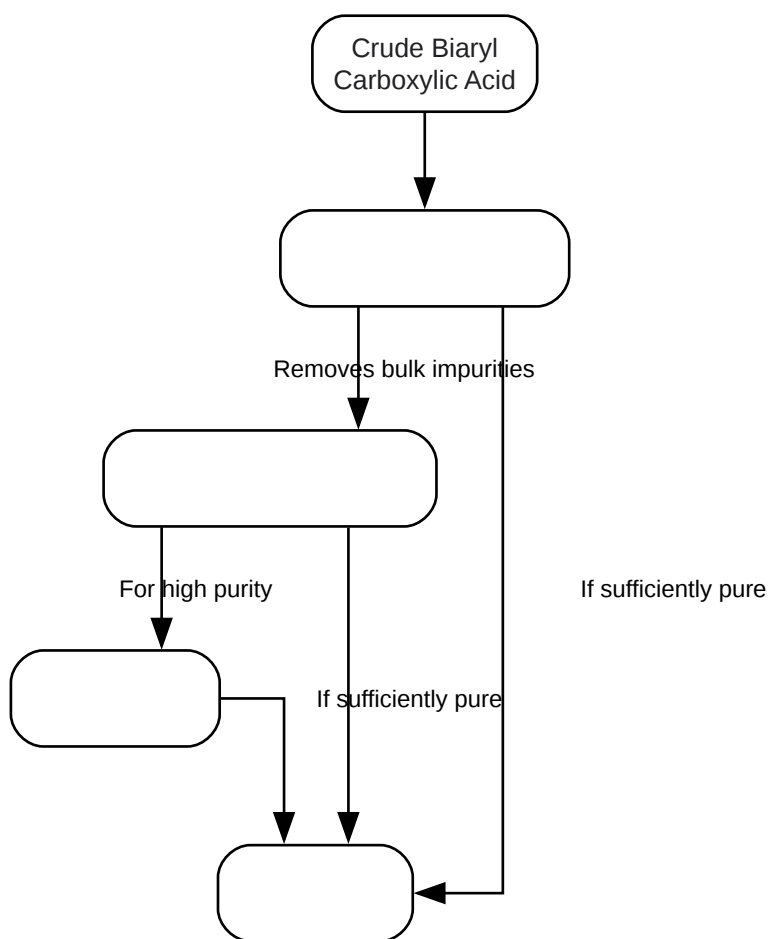 Crude Biaryl
Carboxylic Acid
Removes bulk impurities
For high purity
If sufficiently pure
If sufficiently pure